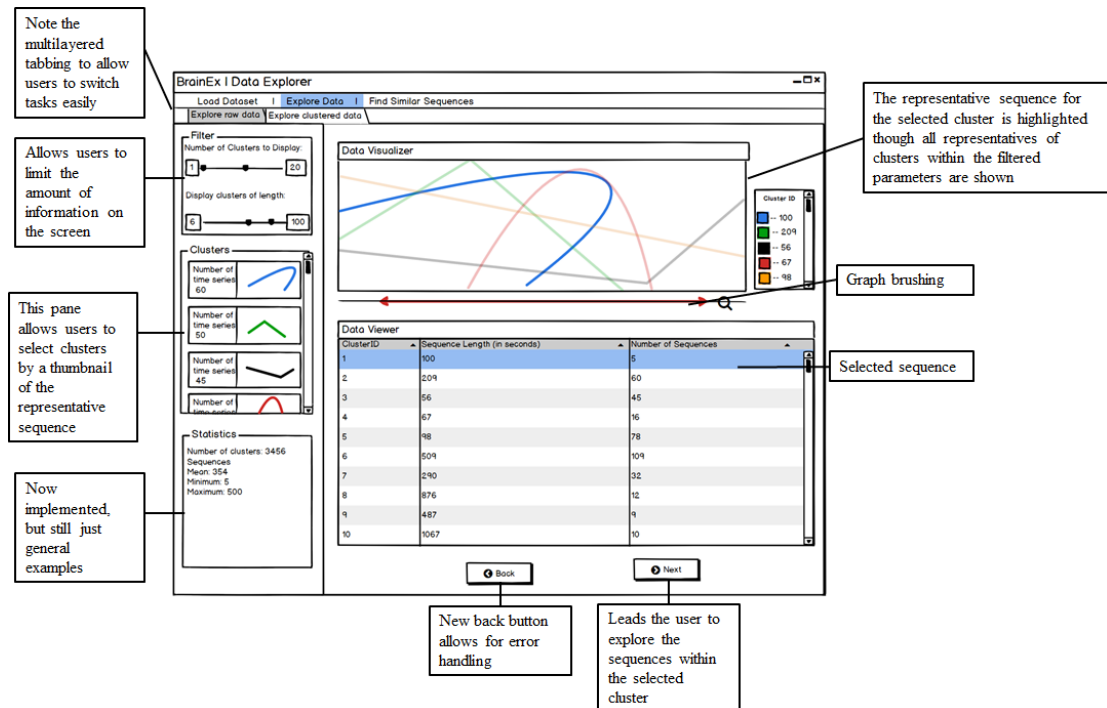 Note the
multilayered
tabbing to allow
users to switch
tasks easily
Allows users to
limit the
amount of
information on
the screen
This pane
allows users to
select clusters
by a thumbnail
of the
representative
sequence
Now
implemented,
but still just
general
examples
BrainEx | Data Explorer
Load Dataset | Explore Data | Find Similar Sequences
Explore raw data Explore clustered data
Filter
Number of Clusters to Display:
1 20
Display clusters of length:
6 100
Clusters
Number of
time series
60
Number of
time series
50
Number of
time series
45
Number of
time series
Statistics
Number of clusters: 3456
Sequences
Mean: 354
Minimum: 5
Maximum: 500
Data Visualizer
Cluster ID
-- 100
-- 209
-- 56
-- 67
-- 98
Data Viewer
ClusterID Sequence Length (in seconds) Number of Sequences
1 100 5
2 209 60
3 56 45
4 67 16
5 98 78
6 509 109
7 290 32
8 876 12
9 487 9
10 1067 10
Back Next
The representative sequence for
the selected cluster is highlighted
though all representatives of
clusters within the filtered
parameters are shown
Graph brushing
Selected sequence
New back button
allows for error
handling
Leads the user to
explore the
sequences within
the selected
cluster